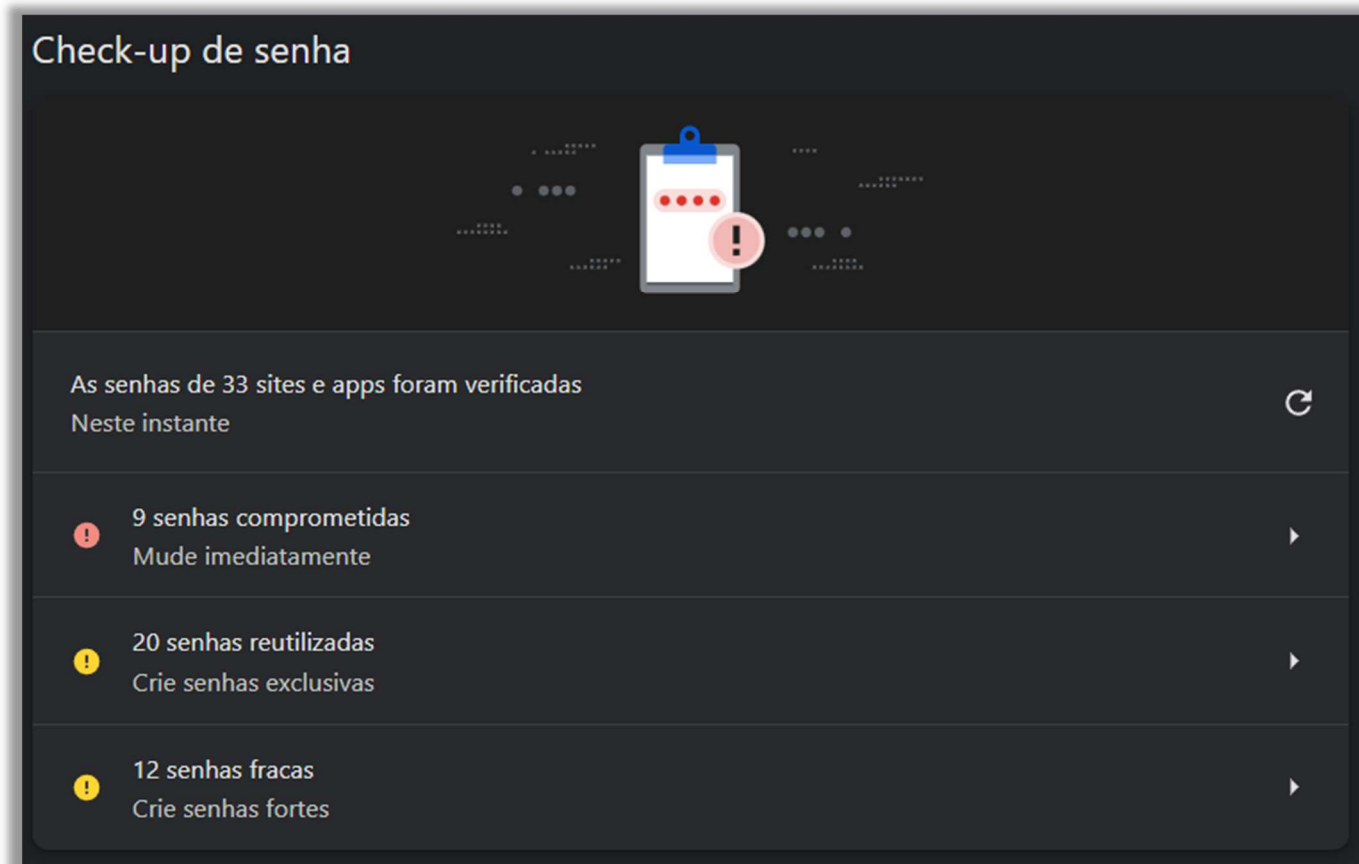 Check-up de senha
As senhas de 33 sites e apps foram verificadas
Neste instante
9 senhas comprometidas
Mude imediatamente
20 senhas reutilizadas
Crie senhas exclusivas
12 senhas fracas
Crie senhas fortes